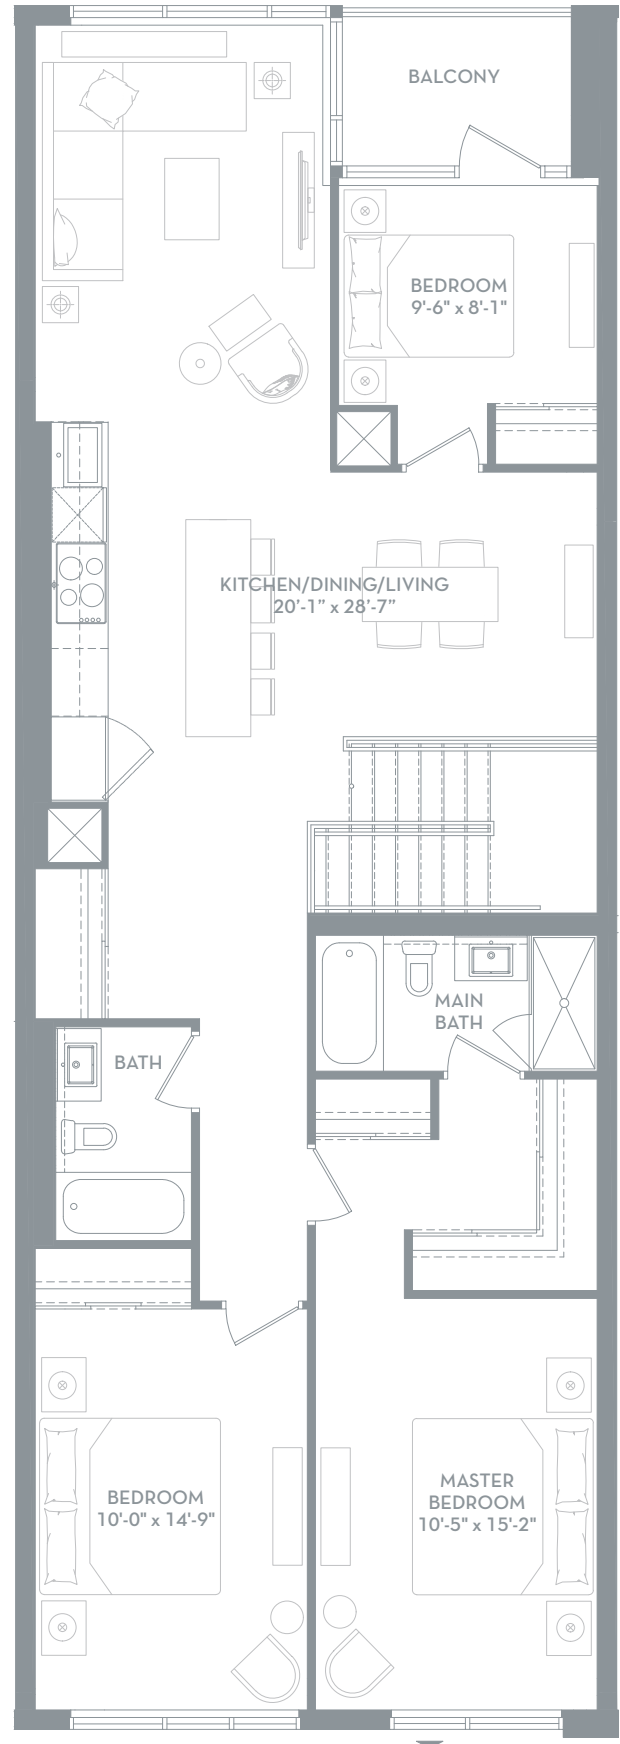 BALCONY
BEDROOM
9'-6" x 8'-1"
KITCHEN/DINING/LIVING
20'-1” x 28’-7”
MAIN
BATH
BATH
BEDROOM
10'-0" x 14'-9"
MASTER
BEDROOM
10'-5" x 15'-2"